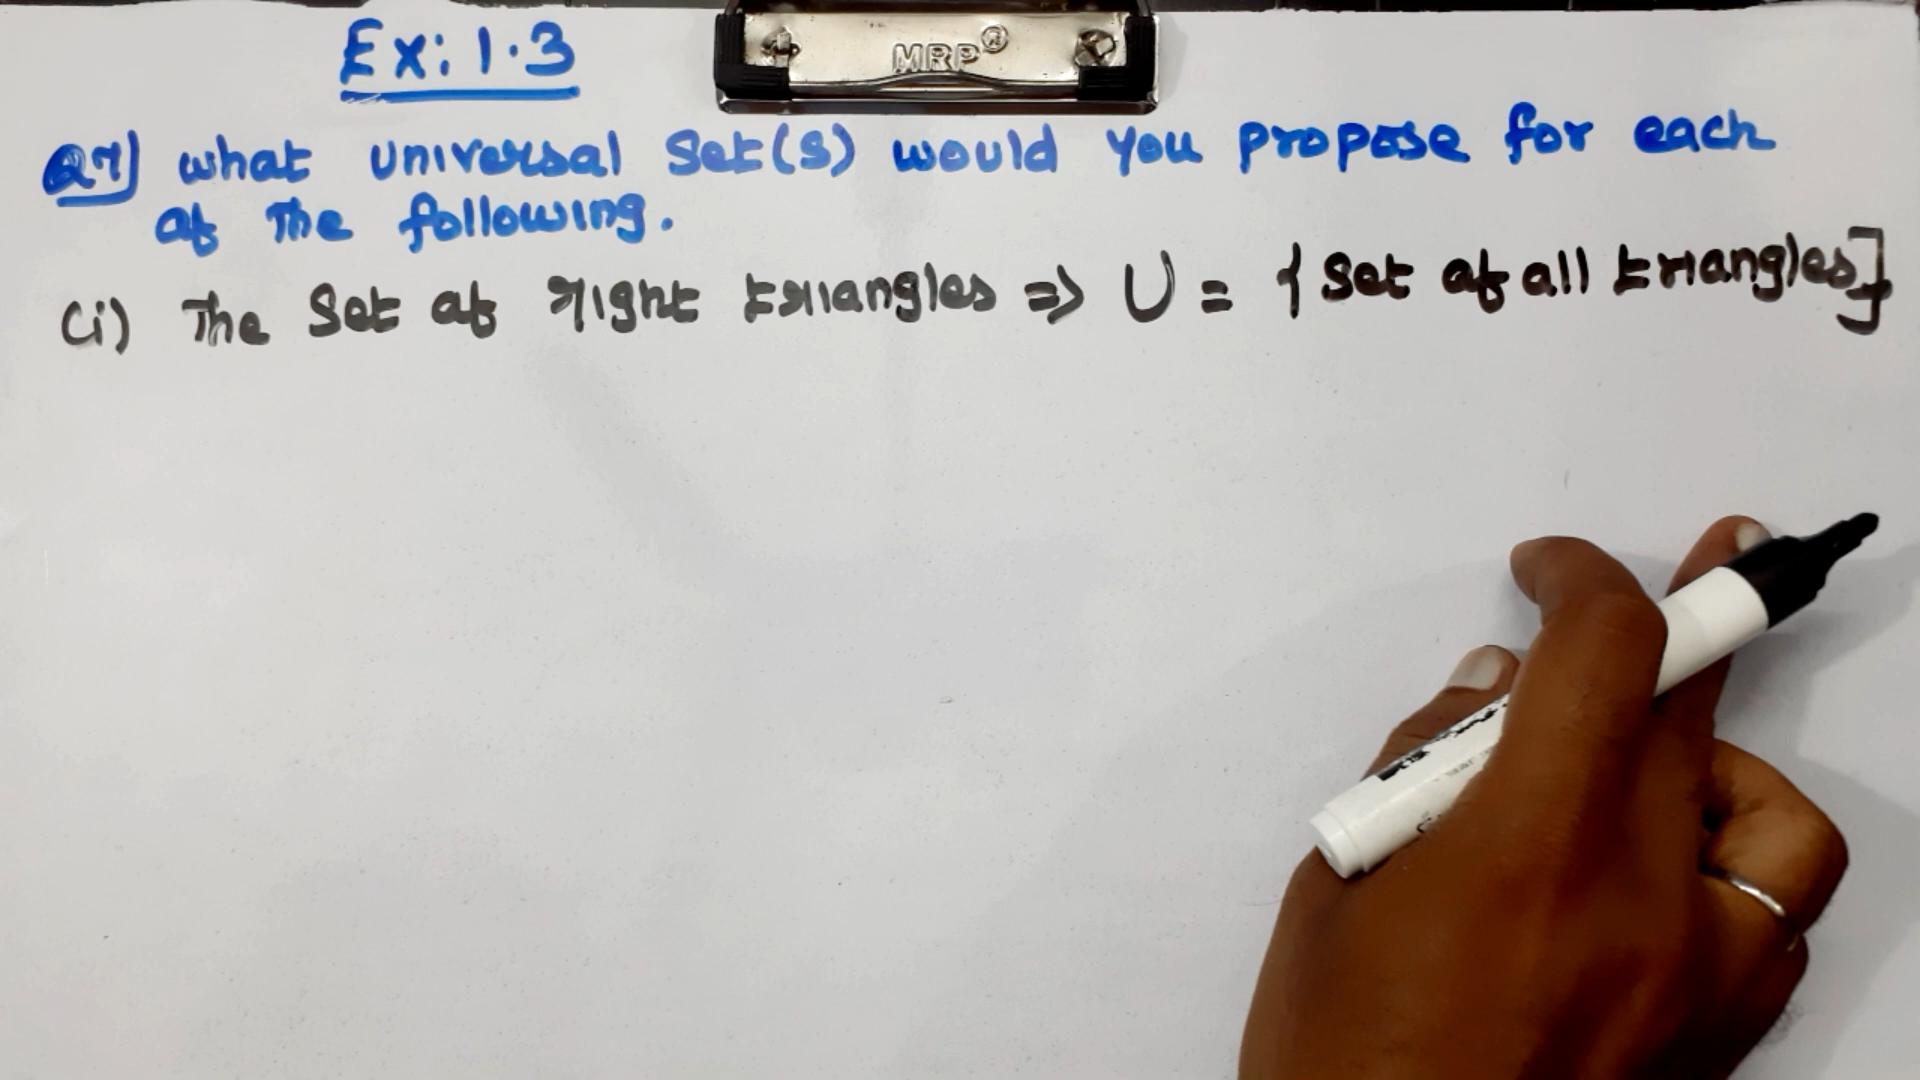 Ex: 1.3
MRP®
Q7) what universal set(s) would you propose for each
of the following.
(i) The set of right triangles => U = {set of all triangles}